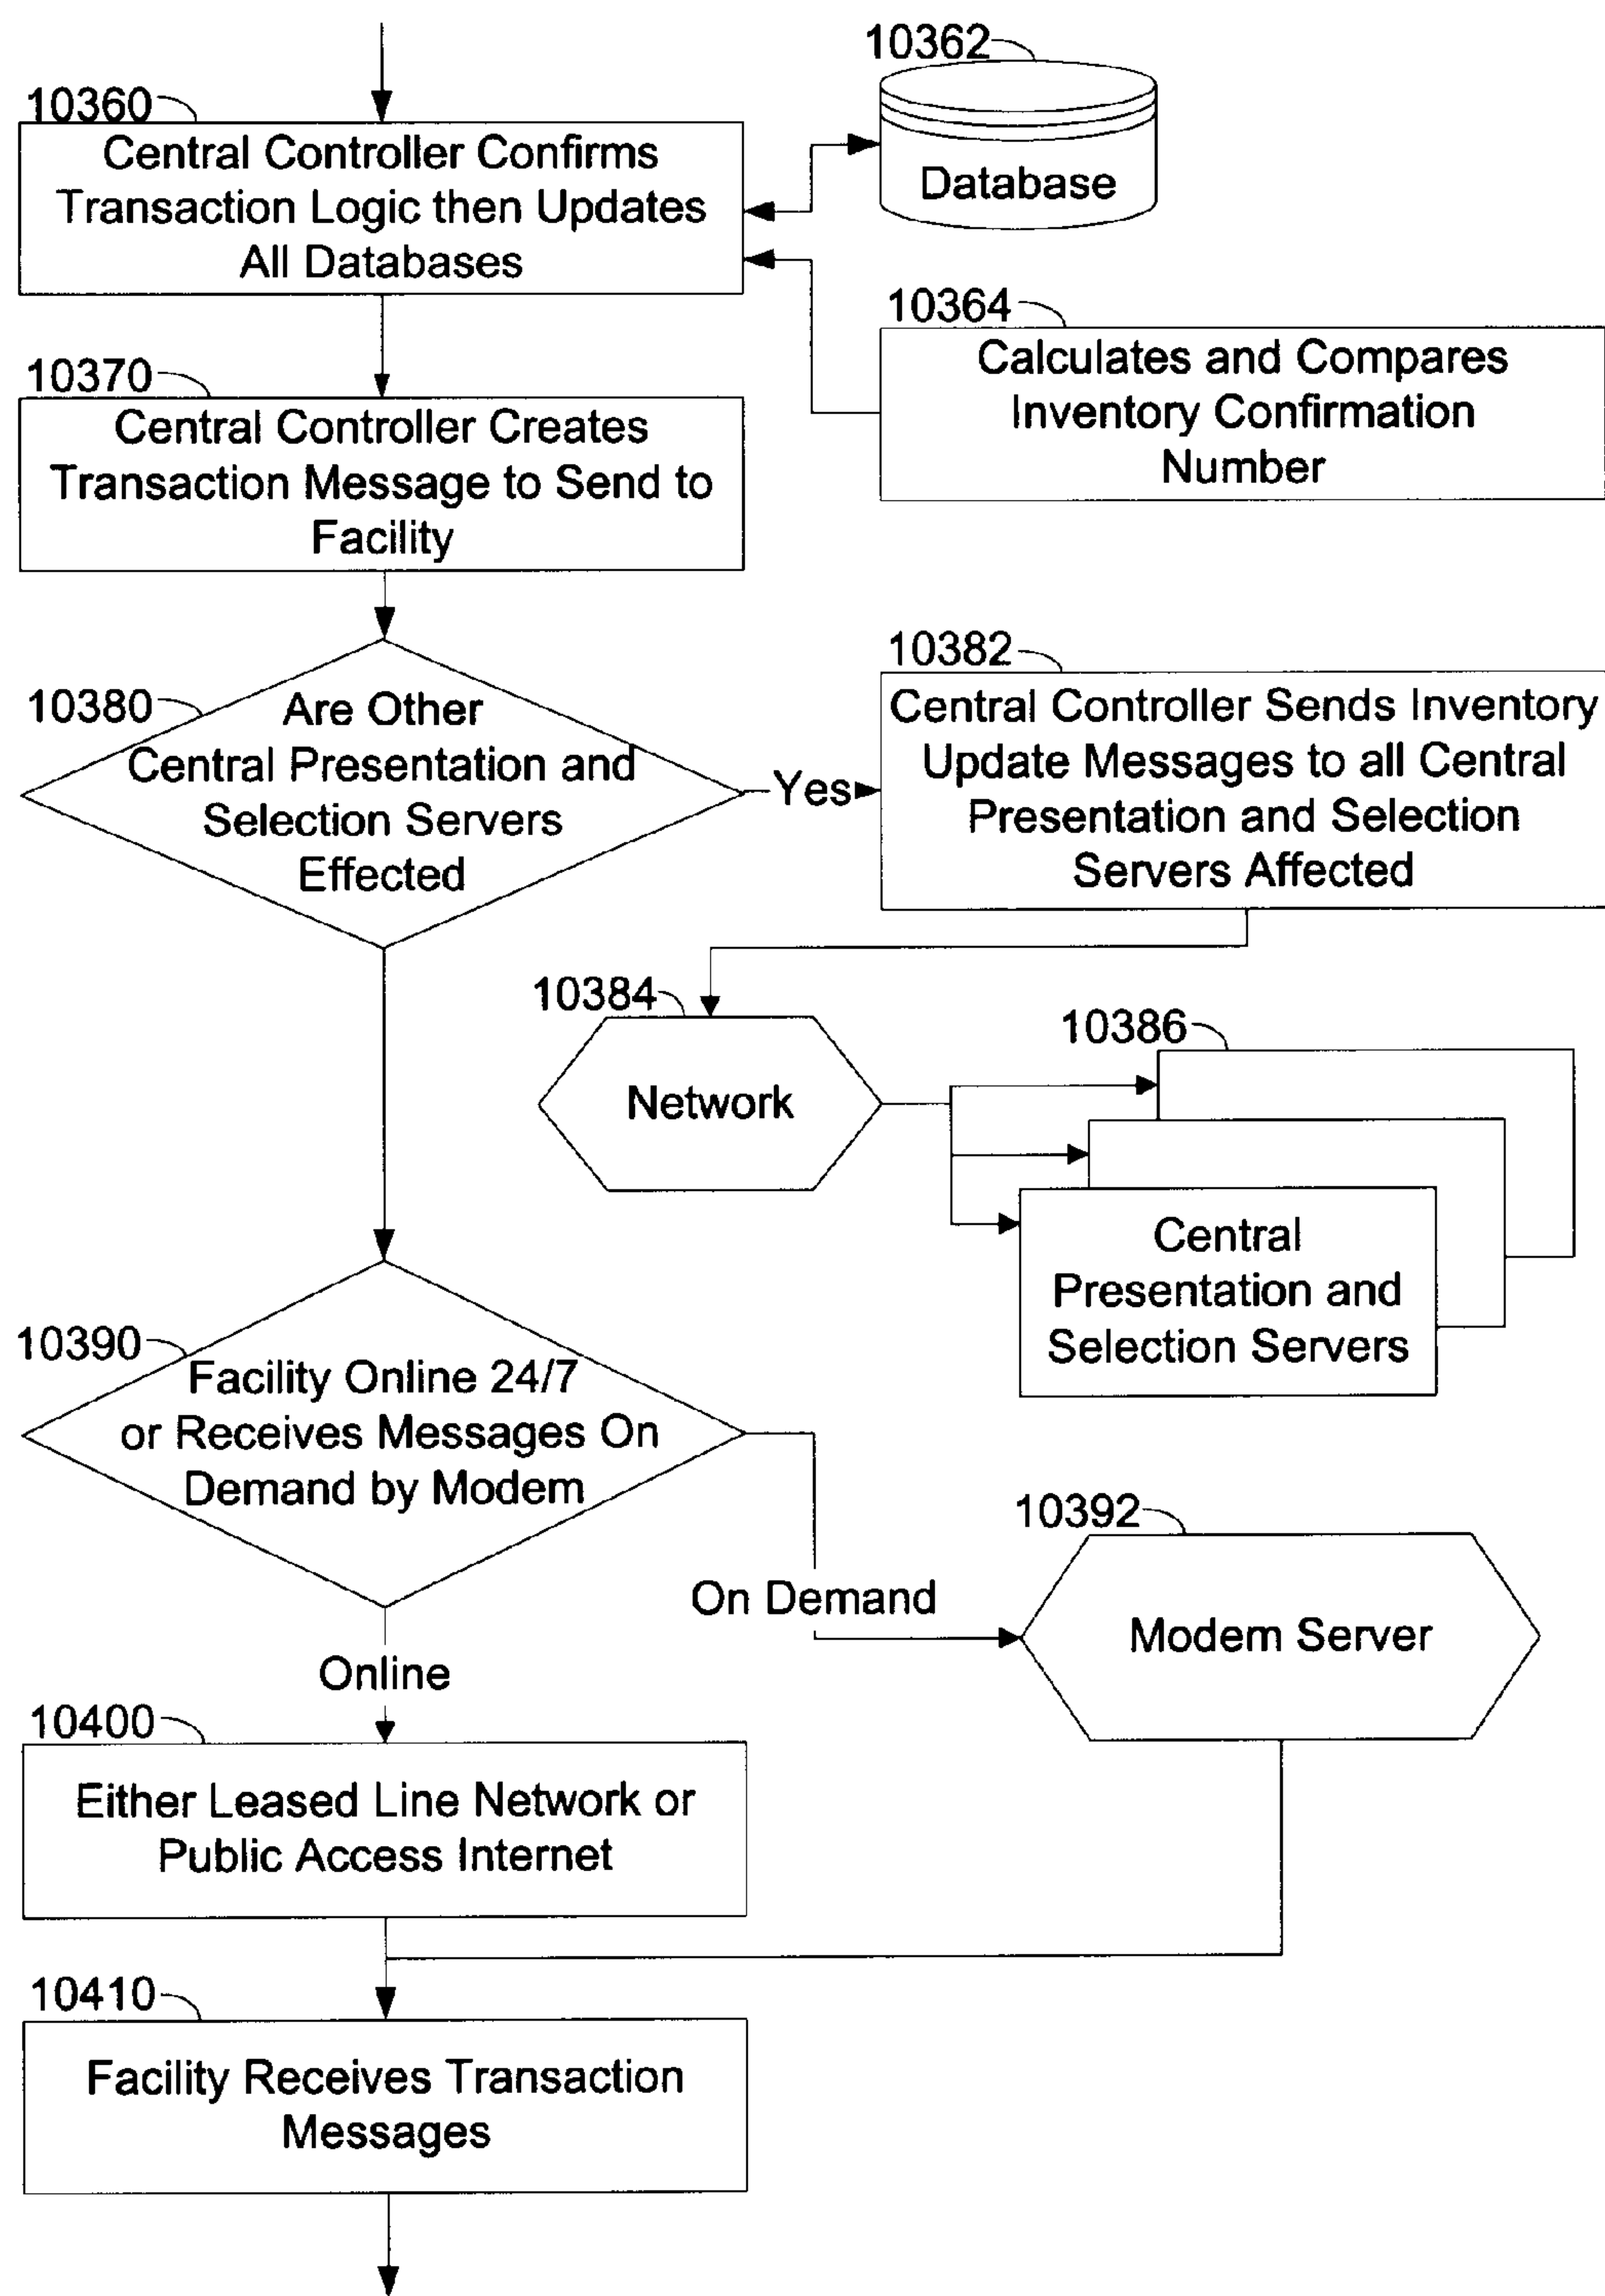 10360
Central Controller Confirms
Transaction Logic then Updates
All Databases
10362
Database
10364
Calculates and Compares
Inventory Confirmation
Number
10370
Central Controller Creates
Transaction Message to Send to
Facility
10380
Are Other
Central Presentation and
Selection Servers
Effected
Yes
10382
Central Controller Sends Inventory
Update Messages to all Central
Presentation and Selection
Servers Affected
10384
Network
10386
Central
Presentation and
Selection Servers
10390
Facility Online 24/7
or Receives Messages On
Demand by Modem
On Demand
10392
Modem Server
Online
10400
Either Leased Line Network or
Public Access Internet
10410
Facility Receives Transaction
Messages